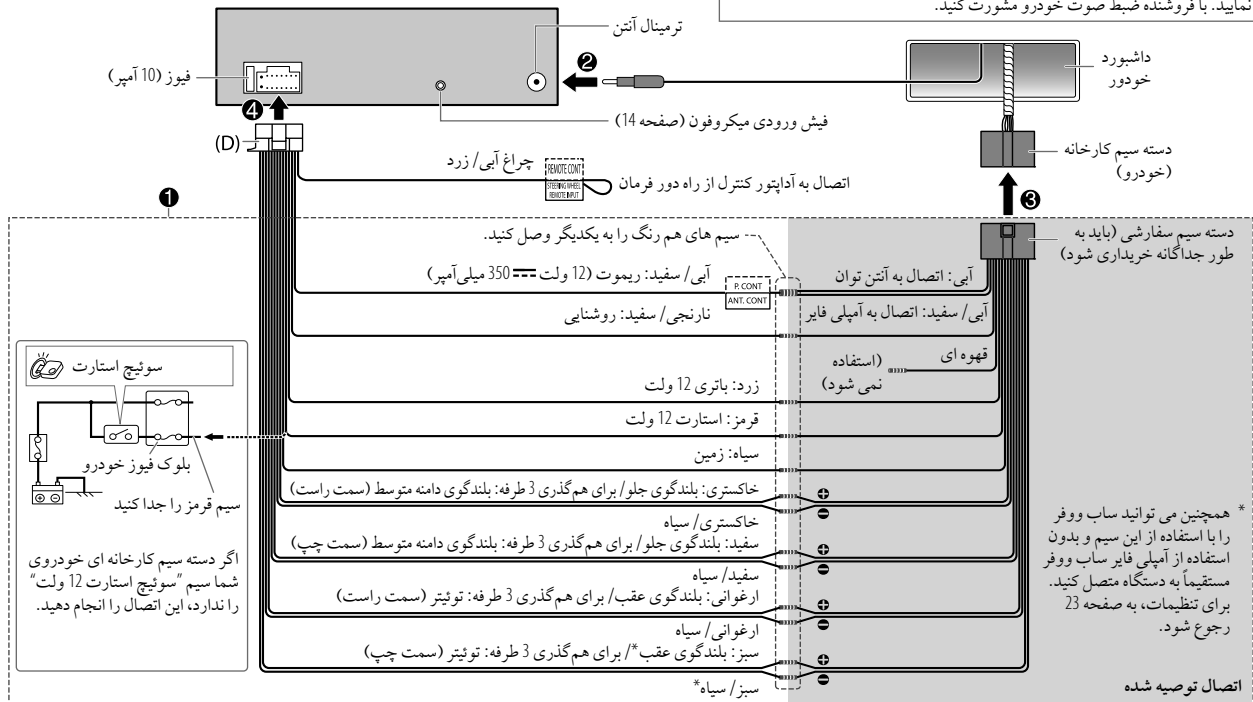 نمایید. با فروشنده ضبط صوت خودرو مشورت کنید.
ترمینال آنتن
فیوز (10 آمپر)
داشبورد
خودور
❷
❹
فیش ورودی میکروفون (صفحه 14)
(D)
دسته سیم کارخانه
(خودرو)
چراغ آبی/ زرد
REMOTE CONT
STEERING WHEEL
REMOTE INPUT
اتصال به آداپتور کنترل از راه دور فرمان
❶
❸
دسته سیم سفارشی (باید به
طور جداگانه خریداری شود)
سیم های هم رنگ را به یکدیگر وصل کنید.
آبی/ سفید: ریموت (12 ولت ⎓ 350 میلی‌آمپر)
P. CONT
ANT. CONT
آبی: اتصال به آنتن توان
آبی/ سفید: اتصال به آمپلی فایر
نارنجی/ سفید: روشنایی
قهوه ای
(استفاده
نمی شود)
زرد: باتری 12 ولت
قرمز: استارت 12 ولت
سیاه: زمین
خاکستری: بلندگوی جلو/ برای هم‌گذری 3 طرفه: بلندگوی دامنه متوسط (سمت راست)
خاکستری/ سیاه
سفید: بلندگوی جلو/ برای هم‌گذری 3 طرفه: بلندگوی دامنه متوسط (سمت چپ)
سفید/ سیاه
ارغوانی: بلندگوی عقب/ برای هم‌گذری 3 طرفه: توئیتر (سمت راست)
ارغوانی/ سیاه
سبز: بلندگوی عقب*/ برای هم‌گذری 3 طرفه: توئیتر (سمت چپ)
سبز/ سیاه*
سوئیچ استارت
بلوک فیوز خودرو
سیم قرمز را جدا کنید
اگر دسته سیم کارخانه ای خودروی
شما سیم "سوئیچ استارت 12 ولت"
را ندارد، این اتصال را انجام دهید.
* همچنین می توانید ساب ووفر
را با استفاده از این سیم و بدون
استفاده از آمپلی فایر ساب ووفر
مستقیماً به دستگاه متصل کنید.
برای تنظیمات، به صفحه 23
رجوع شود.
اتصال توصیه شده